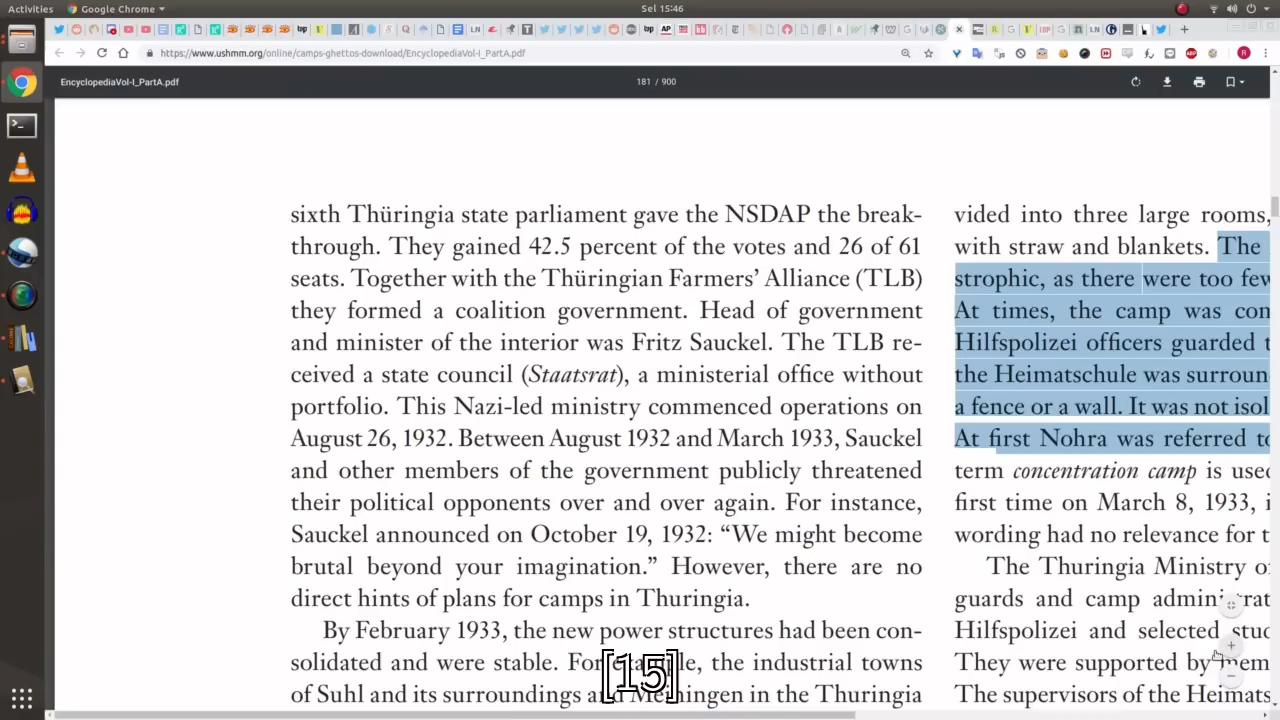 Activities
Google Chrome
Sel 15:46
https://www.ushmm.org/online/camps-ghettos-download/EncyclopediaVol-I_PartA.pdf
EncyclopediaVol-I_PartA.pdf
181 / 900
sixth Thüringia state parliament gave the NSDAP the break-
through. They gained 42.5 percent of the votes and 26 of 61
seats. Together with the Thüringian Farmers’ Alliance (TLB)
they formed a coalition government. Head of government
and minister of the interior was Fritz Sauckel. The TLB re-
ceived a state council (Staatsrat), a ministerial office without
portfolio. This Nazi-led ministry commenced operations on
August 26, 1932. Between August 1932 and March 1933, Sauckel
and other members of the government publicly threatened
their political opponents over and over again. For instance,
Sauckel announced on October 19, 1932: “We might become
brutal beyond your imagination.” However, there are no
direct hints of plans for camps in Thuringia.
By February 1933, the new power structures had been con-
solidated and were stable. For example, the industrial towns
of Suhl and its surroundings and Meiningen in the Thuringia
vided into three large rooms,
with straw and blankets. The
strophic, as there were too few
At times, the camp was con
Hilfspolizei officers guarded t
the Heimatschule was surroun
a fence or a wall. It was not isol
At first Nohra was referred to
term concentration camp is used
first time on March 8, 1933, i
wording had no relevance for t
The Thuringia Ministry of
guards and camp administrat
Hilfspolizei and selected stud
They were supported by mem
The supervisors of the Heimats
[15]